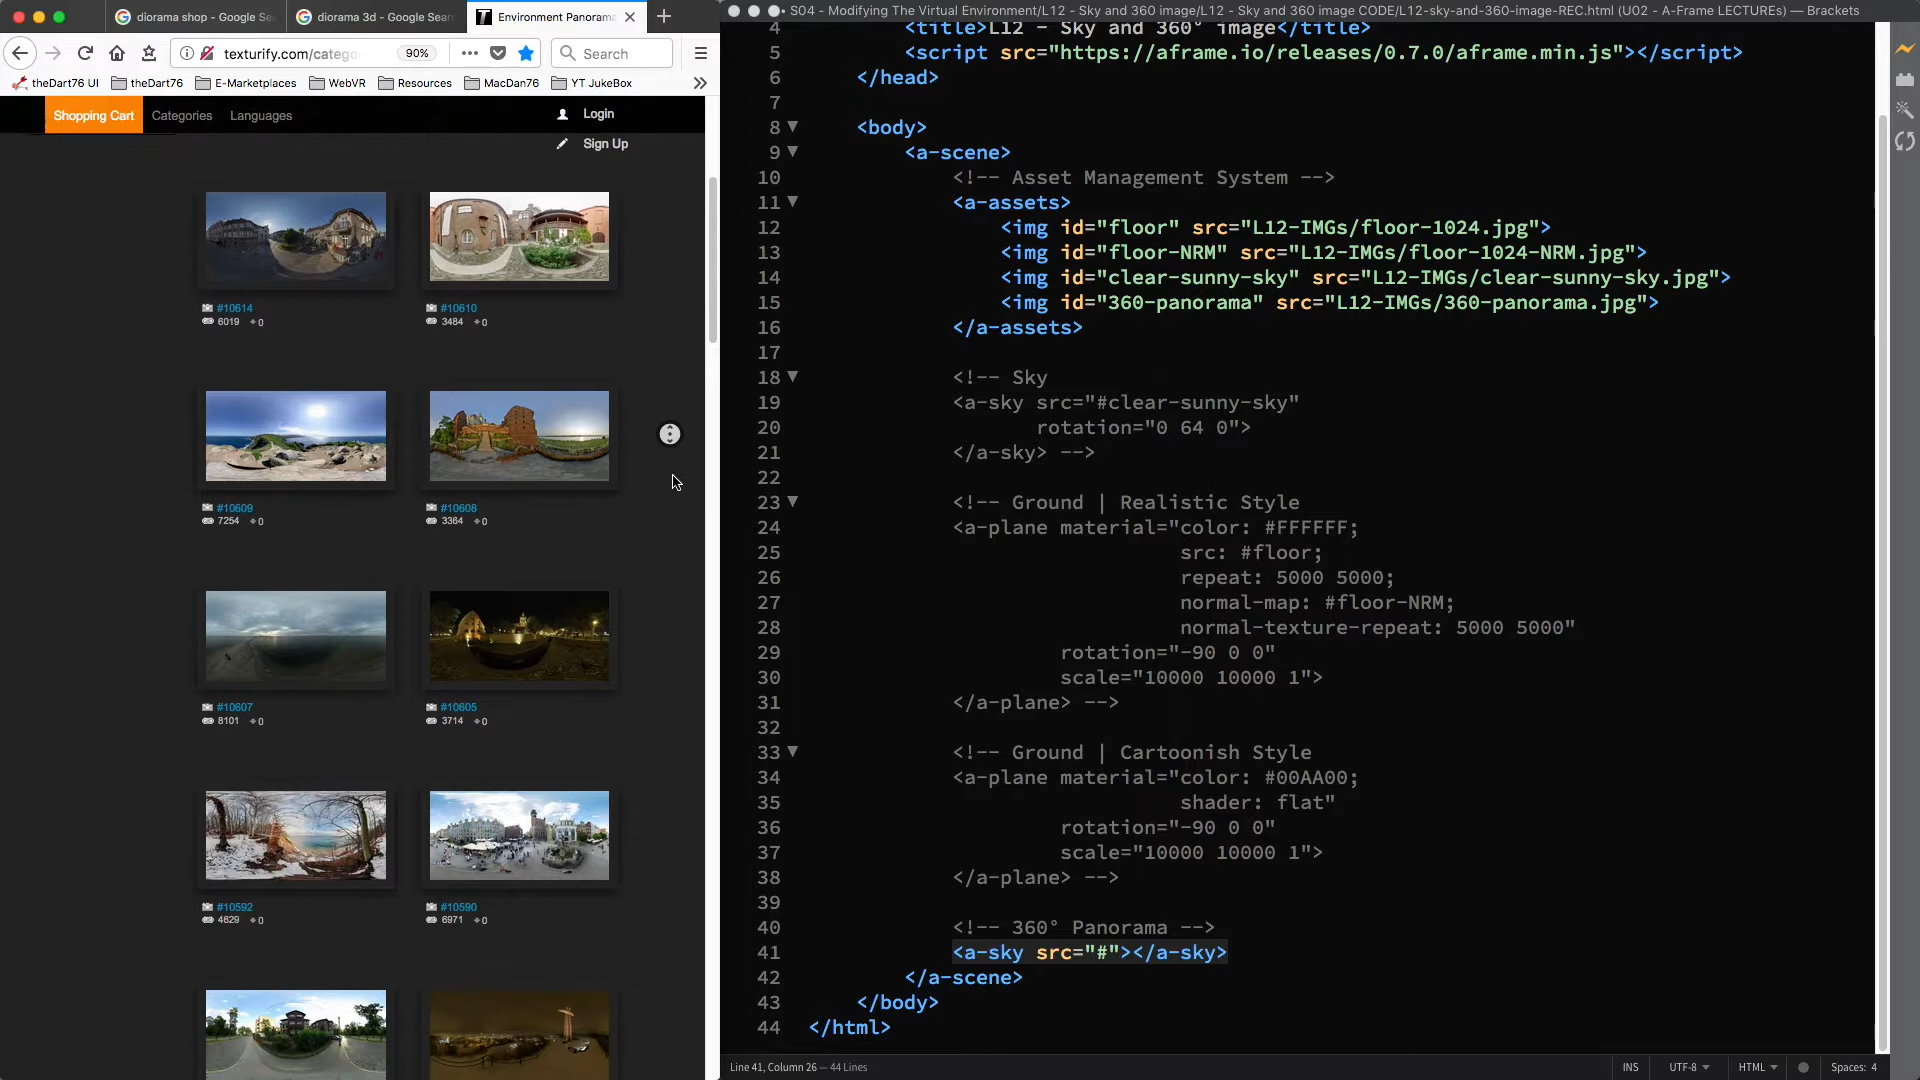 diorama shop - Google Se
diorama 3d - Google Sear
Environment Panorama
S04 - Modifying The Virtual Environment/L12 - Sky and 360 image/L12 - Sky and 360 image CODE/L12-sky-and-360-image-REC.html (U02 - A-Frame LECTUREs) — Brackets
texturify.com/catego
90%
Search
theDart76 UI
theDart76
E-Marketplaces
WebVR
Resources
MacDan76
YT JukeBox
Shopping Cart
Categories
Languages
Login
Sign Up
#10614
6019 +0
#10610
3484 +0
#10609
7254 +0
#10608
3364 +0
#10607
8101 +0
#10605
3714 +0
#10592
4629 +0
#10590
6971 +0
4 <title>L12 - Sky and 360° image</title>
5 <script src="https://aframe.io/releases/0.7.0/aframe.min.js"></script>
6 </head>
7
8 <body>
9 <a-scene>
10 <!-- Asset Management System -->
11 <a-assets>
12 <img id="floor" src="L12-IMGs/floor-1024.jpg">
13 <img id="floor-NRM" src="L12-IMGs/floor-1024-NRM.jpg">
14 <img id="clear-sunny-sky" src="L12-IMGs/clear-sunny-sky.jpg">
15 <img id="360-panorama" src="L12-IMGs/360-panorama.jpg">
16 </a-assets>
17
18 <!-- Sky
19 <a-sky src="#clear-sunny-sky"
20 rotation="0 64 0">
21 </a-sky> -->
22
23 <!-- Ground | Realistic Style
24 <a-plane material="color: #FFFFFF;
25 src: #floor;
26 repeat: 5000 5000;
27 normal-map: #floor-NRM;
28 normal-texture-repeat: 5000 5000"
29 rotation="-90 0 0"
30 scale="10000 10000 1">
31 </a-plane> -->
32
33 <!-- Ground | Cartoonish Style
34 <a-plane material="color: #00AA00;
35 shader: flat"
36 rotation="-90 0 0"
37 scale="10000 10000 1">
38 </a-plane> -->
39
40 <!-- 360° Panorama -->
41 <a-sky src="#"></a-sky>
42 </a-scene>
43 </body>
44 </html>
Line 41, Column 26 — 44 Lines
INS
UTF-8
HTML
Spaces: 4